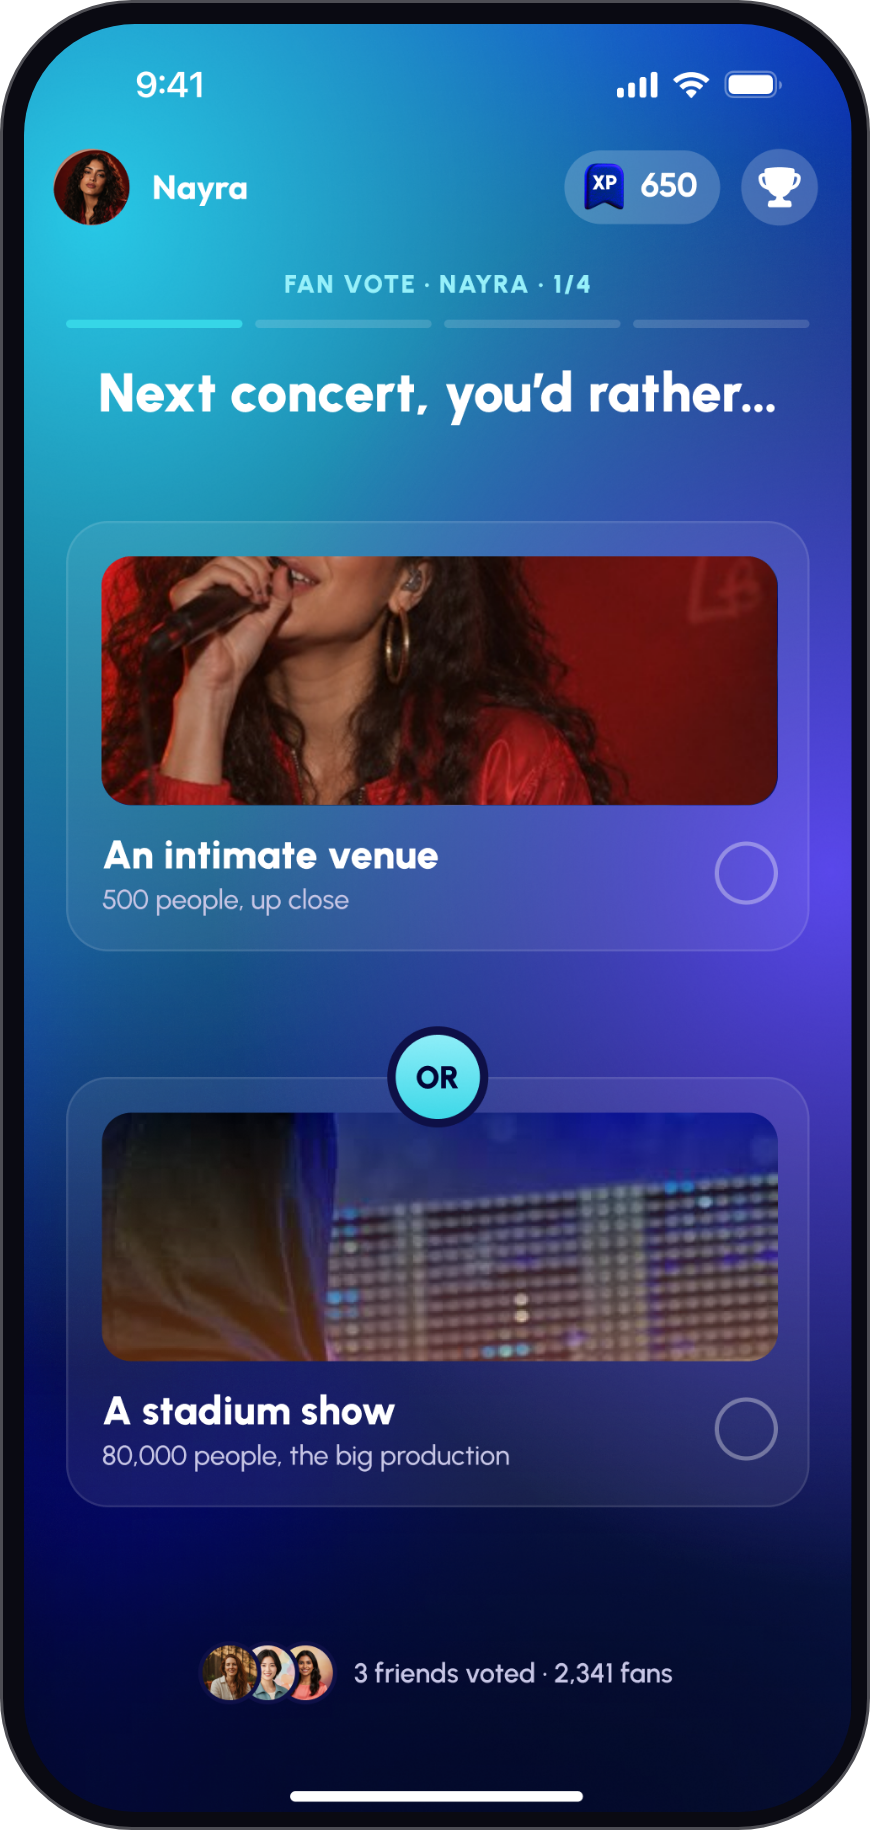 9:41
Nayra
XP 650
FAN VOTE · NAYRA · 1/4
Next concert, you’d rather...
An intimate venue
500 people, up close
OR
A stadium show
80,000 people, the big production
3 friends voted · 2,341 fans